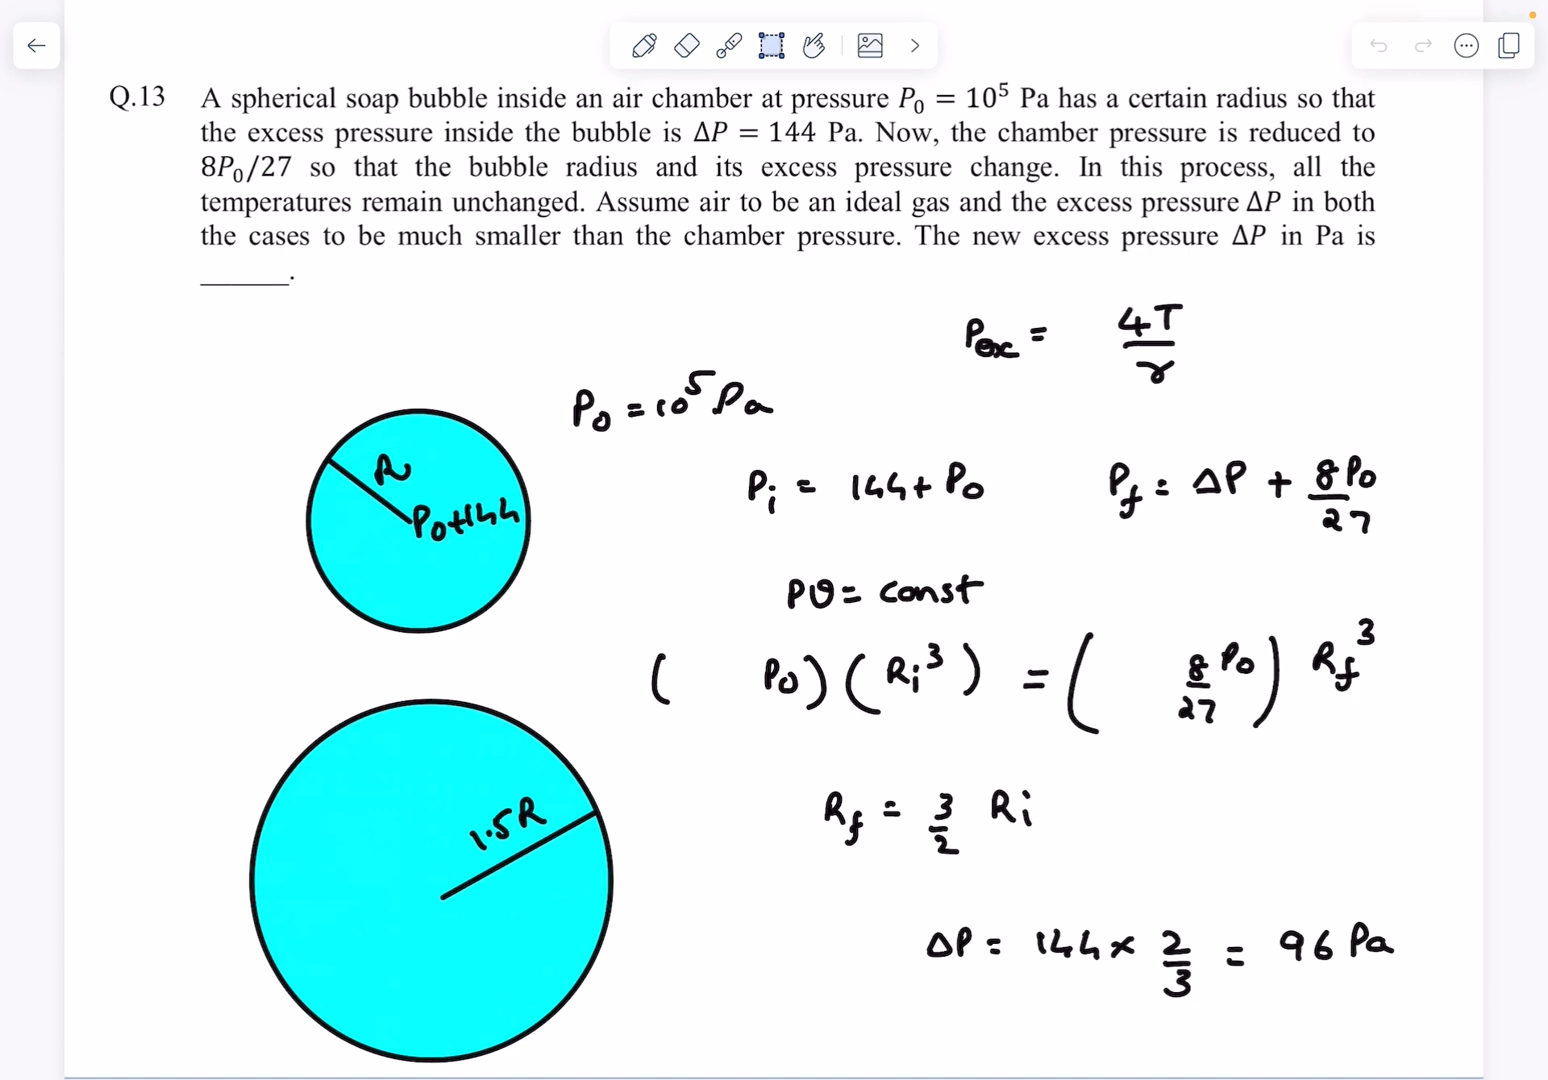 Q.13 A spherical soap bubble inside an air chamber at pressure P₀ = 10⁵ Pa has a certain radius so that
the excess pressure inside the bubble is ΔP = 144 Pa. Now, the chamber pressure is reduced to
8P₀/27 so that the bubble radius and its excess pressure change. In this process, all the
temperatures remain unchanged. Assume air to be an ideal gas and the excess pressure ΔP in both
the cases to be much smaller than the chamber pressure. The new excess pressure ΔP in Pa is
______.
Pexc = 4T/r
P₀ = 10⁵ Pa
R
P₀+144
Pᵢ = 144 + P₀
P_f = ΔP + 8P₀/27
PV = const
( P₀)(Rᵢ³) = ( 8/27 P₀) R_f³
1.5R
R_f = 3/2 Ri
ΔP = 144 × 2/3 = 96 Pa